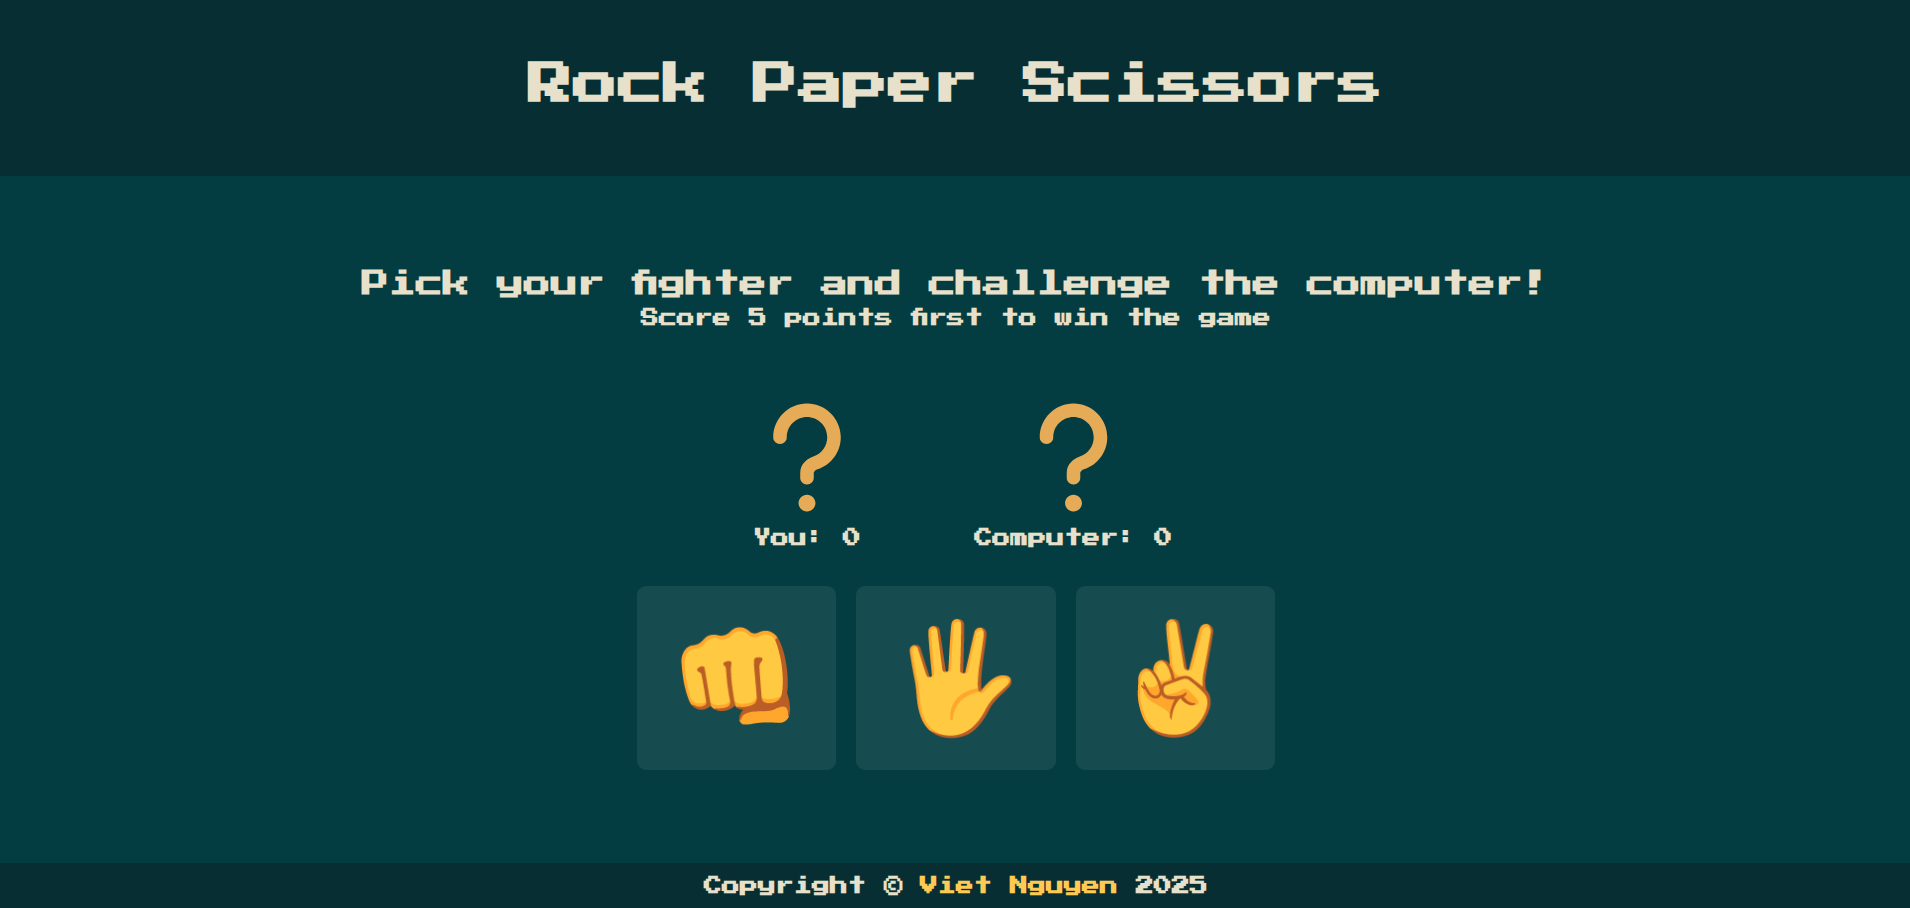 Rock Paper Scissors
Pick your fighter and challenge the computer!
Score 5 points first to win the game
? ?
You: 0 Computer: 0
Copyright © Viet Nguyen 2025